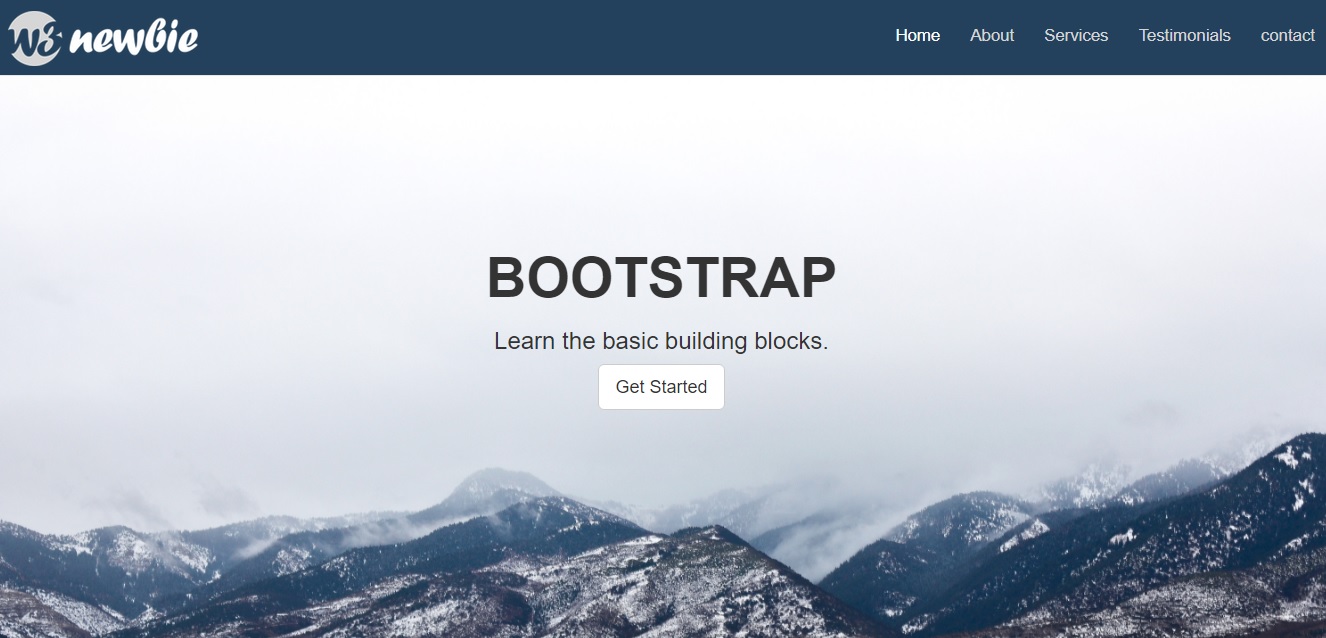 W3 newbie
Home About Services Testimonials contact
BOOTSTRAP
Learn the basic building blocks.
Get Started